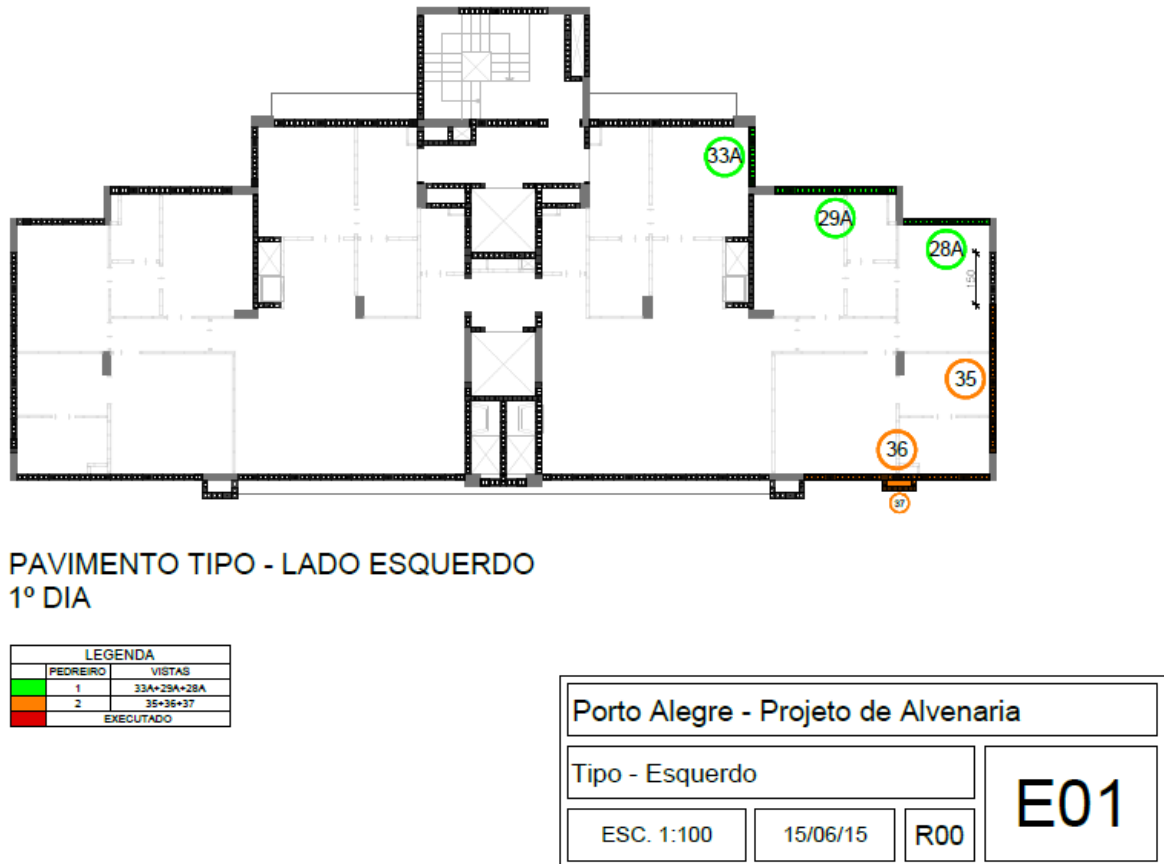 33A
29A
28A
150
35
36
37
PAVIMENTO TIPO - LADO ESQUERDO
1º DIA
LEGENDA
PEDREIRO VISTAS
1 33A+29A+28A
2 35+36+37
EXECUTADO
Porto Alegre - Projeto de Alvenaria
Tipo - Esquerdo
E01
ESC. 1:100 15/06/15 R00